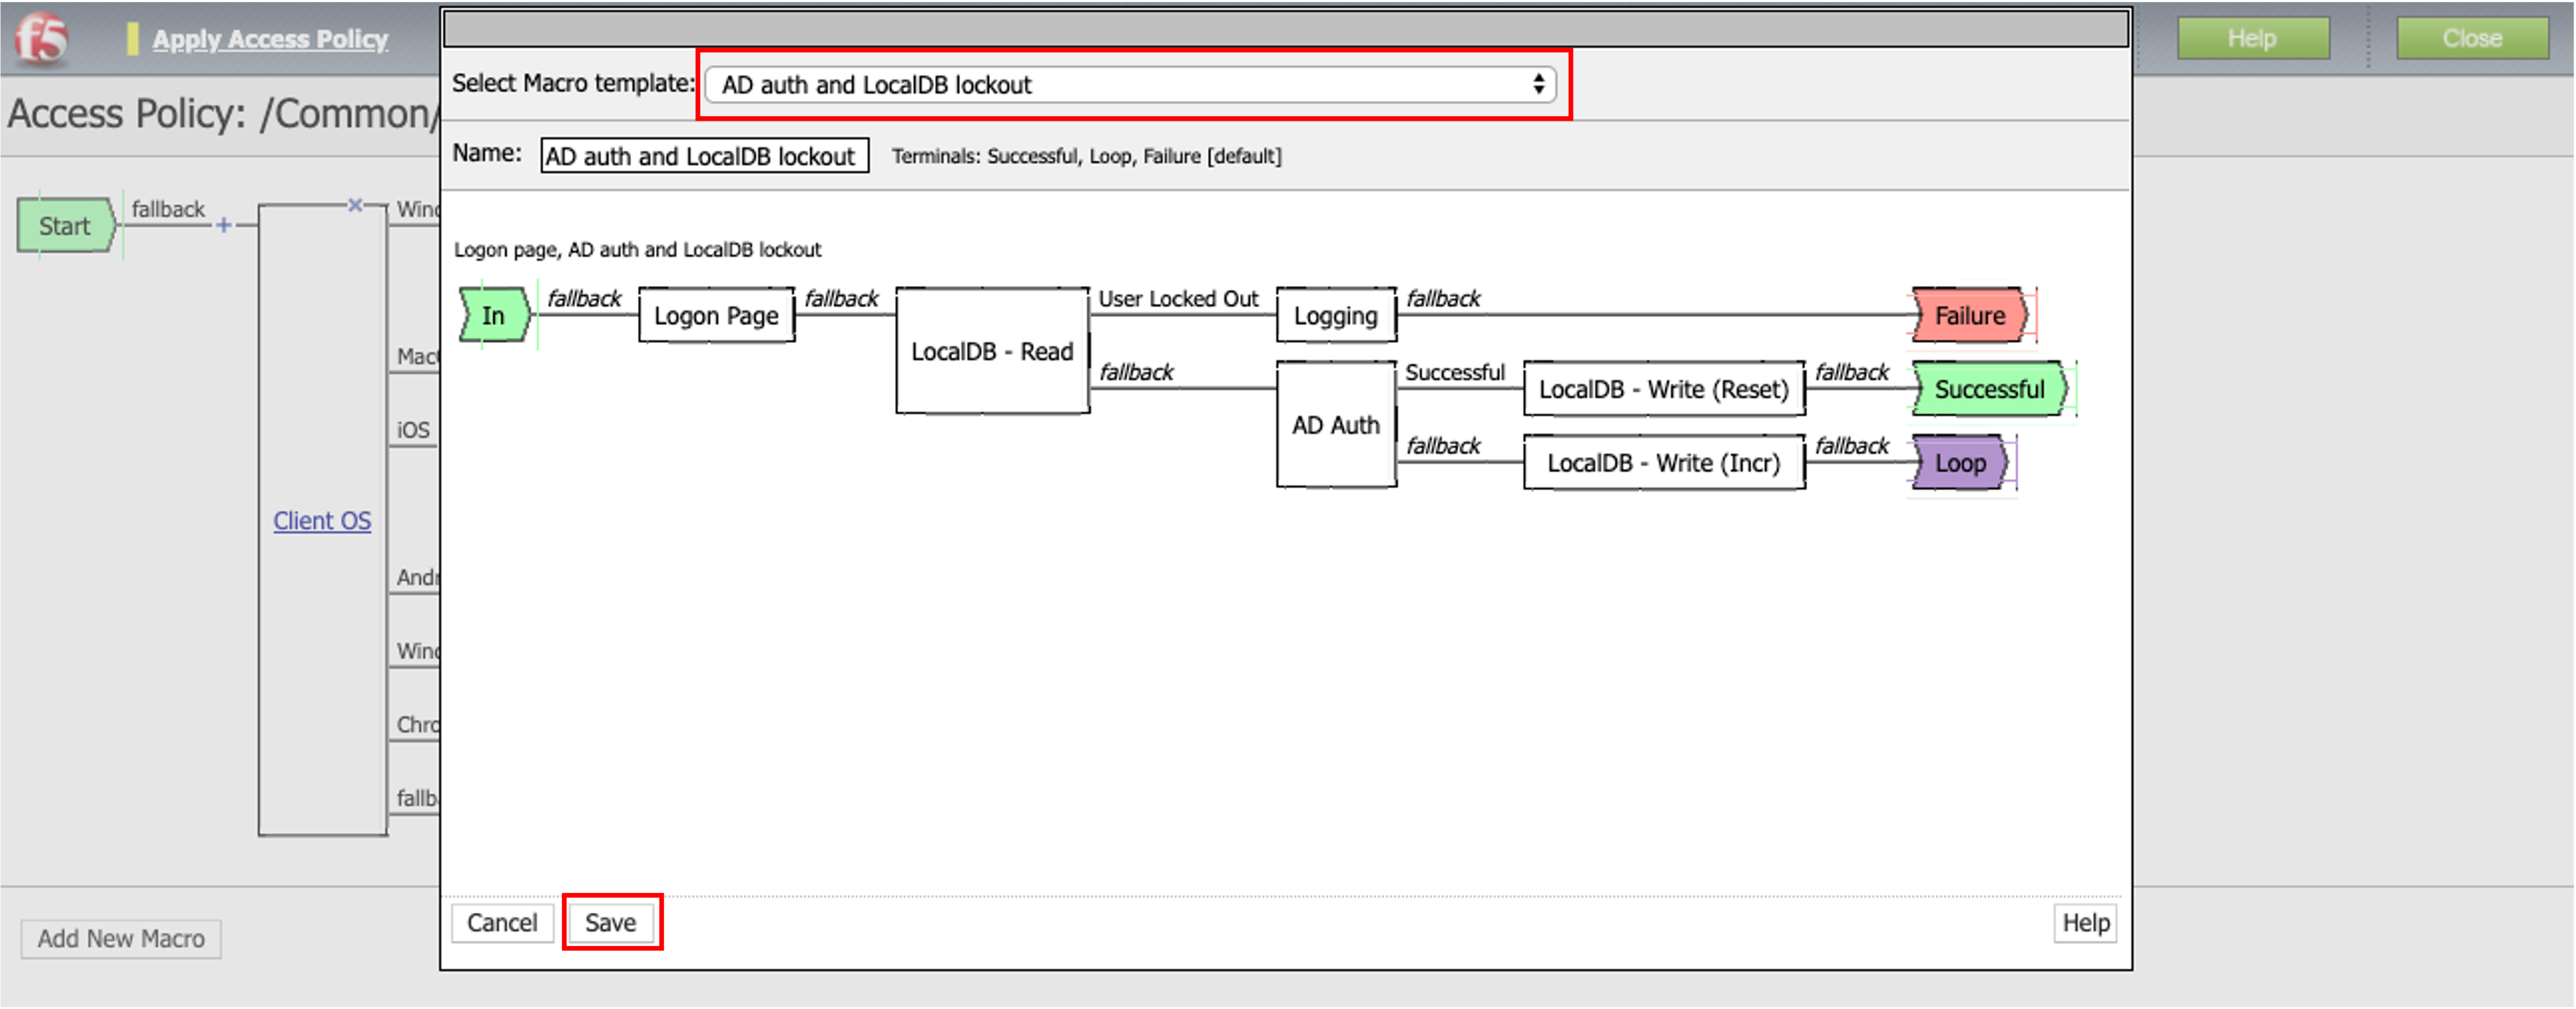 f5
Apply Access Policy
Help
Close
Access Policy: /Common/
Select Macro template:
AD auth and LocalDB lockout
Name:
AD auth and LocalDB lockout
Terminals: Successful, Loop, Failure [default]
Start
fallback
+
×
Wind
Mac
iOS
Client OS
Andr
Wind
Chro
fallb
Logon page, AD auth and LocalDB lockout
In
fallback
Logon Page
fallback
LocalDB - Read
User Locked Out
Logging
fallback
Failure
fallback
AD Auth
Successful
LocalDB - Write (Reset)
fallback
Successful
fallback
LocalDB - Write (Incr)
fallback
Loop
Cancel
Save
Help
Add New Macro